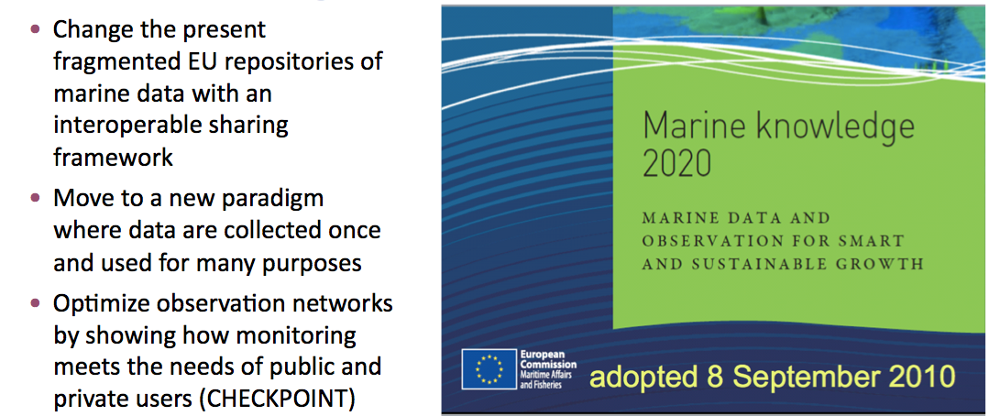 • Change the present
fragmented EU repositories of
marine data with an
interoperable sharing
framework
• Move to a new paradigm
where data are collected once
and used for many purposes
• Optimize observation networks
by showing how monitoring
meets the needs of public and
private users (CHECKPOINT)
Marine knowledge
2020
MARINE DATA AND
OBSERVATION FOR SMART
AND SUSTAINABLE GROWTH
European
Commission
Maritime Affairs
and Fisheries
adopted 8 September 2010